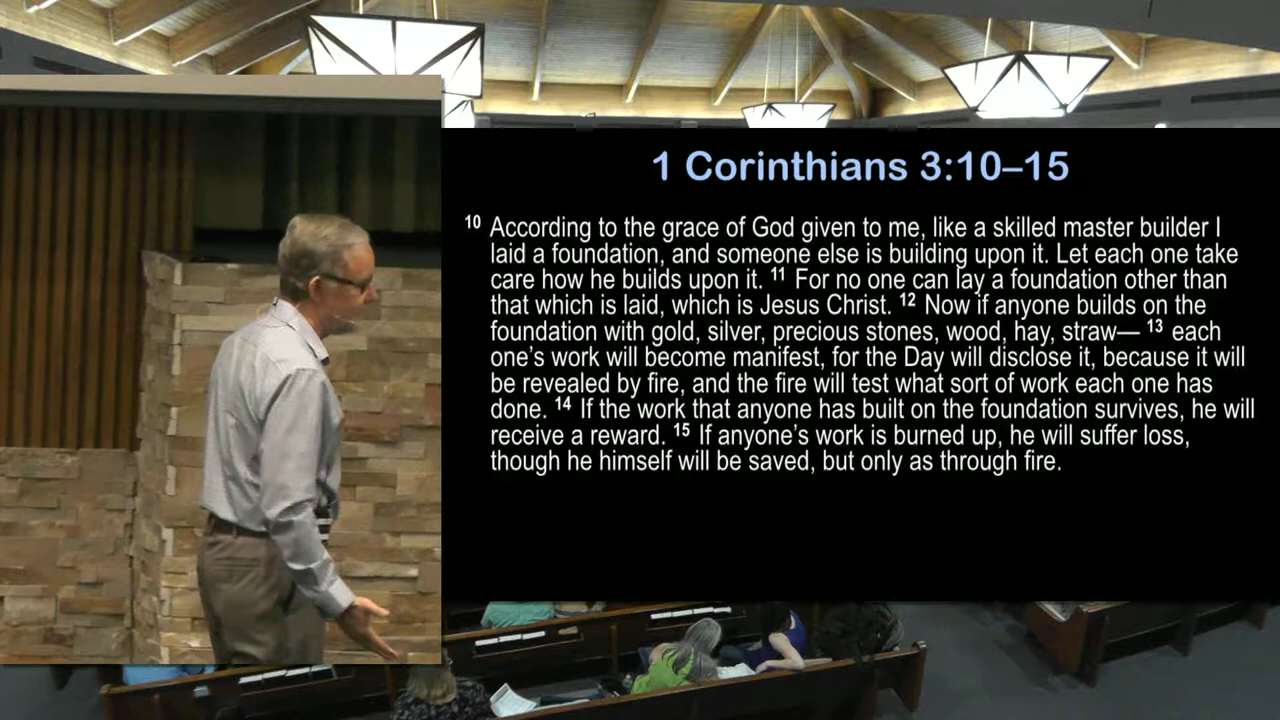 1 Corinthians 3:10–15
10 According to the grace of God given to me, like a skilled master builder I
laid a foundation, and someone else is building upon it. Let each one take
care how he builds upon it. 11 For no one can lay a foundation other than
that which is laid, which is Jesus Christ. 12 Now if anyone builds on the
foundation with gold, silver, precious stones, wood, hay, straw— 13 each
one’s work will become manifest, for the Day will disclose it, because it will
be revealed by fire, and the fire will test what sort of work each one has
done. 14 If the work that anyone has built on the foundation survives, he will
receive a reward. 15 If anyone’s work is burned up, he will suffer loss,
though he himself will be saved, but only as through fire.